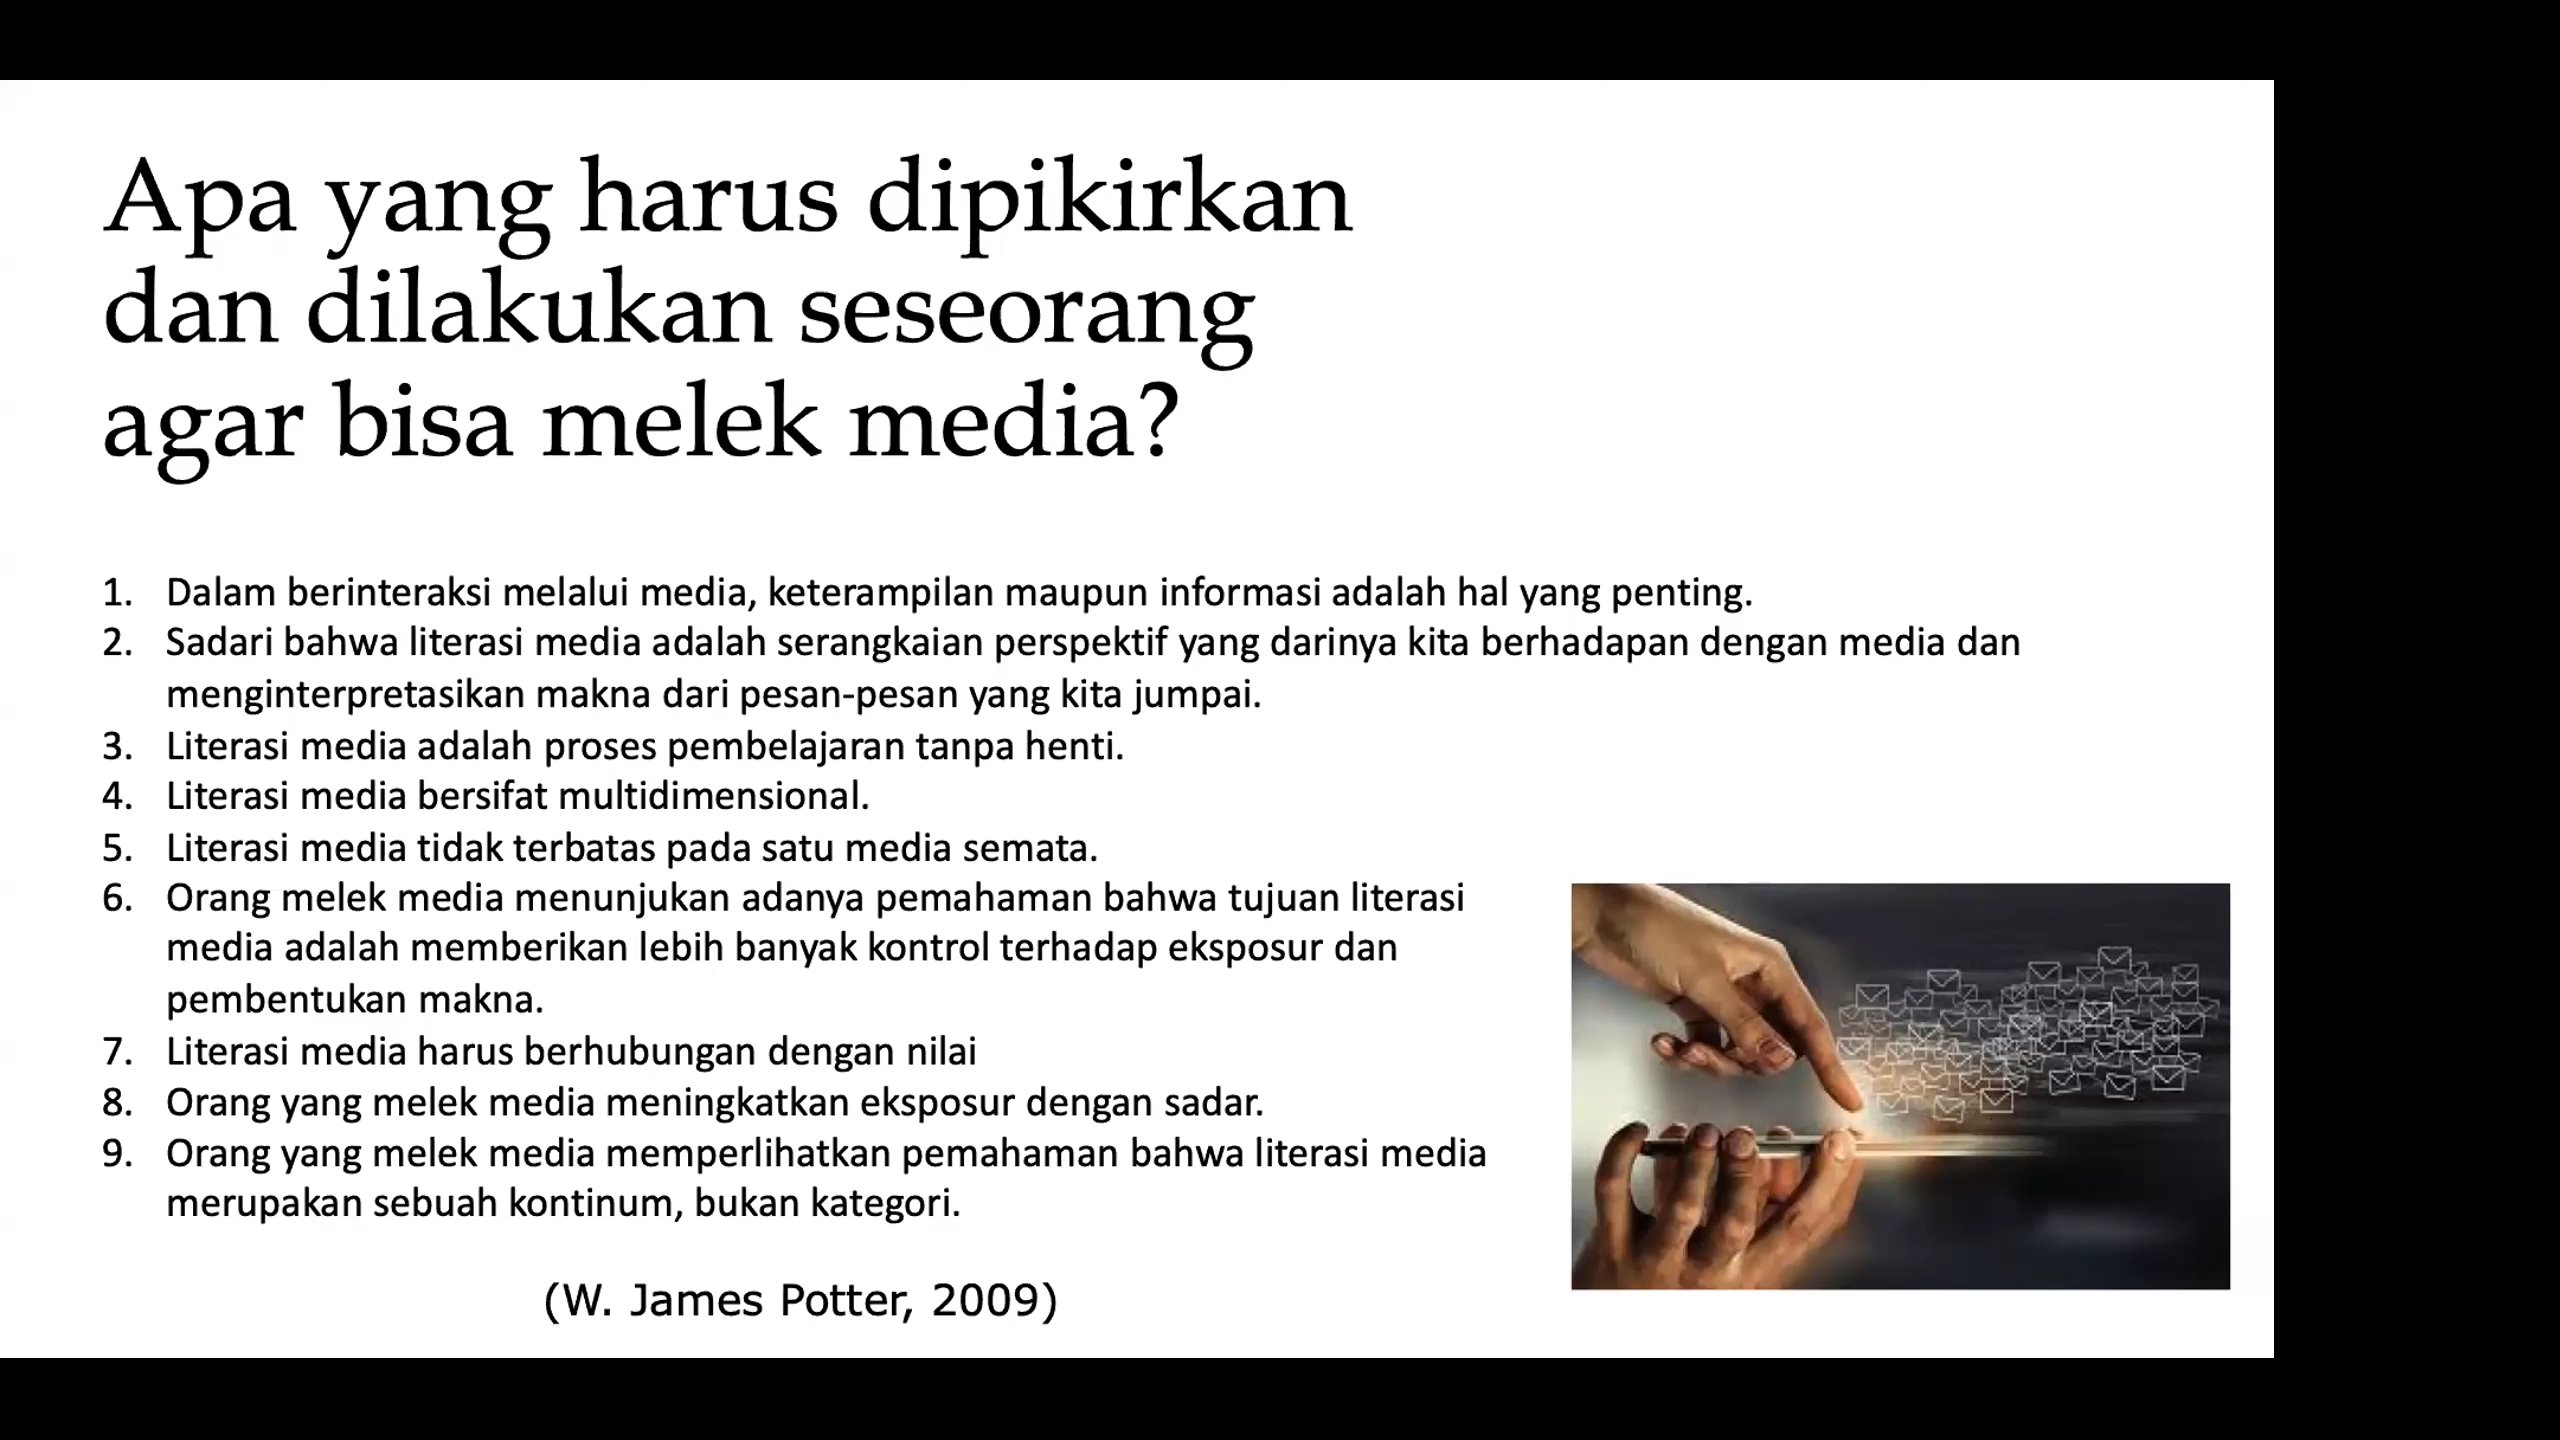 Apa yang harus dipikirkan
dan dilakukan seseorang
agar bisa melek media?
1. Dalam berinteraksi melalui media, keterampilan maupun informasi adalah hal yang penting.
2. Sadari bahwa literasi media adalah serangkaian perspektif yang darinya kita berhadapan dengan media dan
menginterpretasikan makna dari pesan-pesan yang kita jumpai.
3. Literasi media adalah proses pembelajaran tanpa henti.
4. Literasi media bersifat multidimensional.
5. Literasi media tidak terbatas pada satu media semata.
6. Orang melek media menunjukan adanya pemahaman bahwa tujuan literasi
media adalah memberikan lebih banyak kontrol terhadap eksposur dan
pembentukan makna.
7. Literasi media harus berhubungan dengan nilai
8. Orang yang melek media meningkatkan eksposur dengan sadar.
9. Orang yang melek media memperlihatkan pemahaman bahwa literasi media
merupakan sebuah kontinum, bukan kategori.
(W. James Potter, 2009)